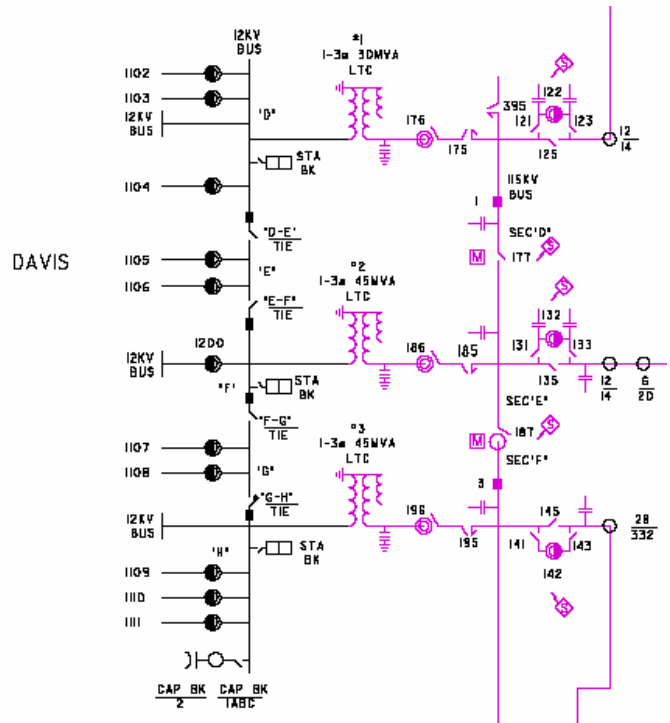 12KV
BUS
*1
1-3ø 30MVA
LTC
1102
1103
12KV
BUS
"D"
176
175
395
121
122
123
125
12
14
STA
BK
1104
115KV
BUS
1
SEC'D'
"D-E'
TIE
M
177
S
DAVIS
1105
1106
'E'
°2
1-3ø 45MVA
LTC
"E-F"
TIE
S
132
131
133
135
12DD
186
185
12KV
BUS
"F'
STA
BK
12
14
6
20
SEC'E'
"F-G"
TIE
187
S
M
SEC'F'
°3
1-3ø 45MVA
LTC
1107
1108
'G'
3
"G-H"
TIE
196
195
145
141
143
142
28
332
12KV
BUS
'H'
STA
BK
1109
1110
1111
S
CAP BK
2
CAP BK
1ABC
S